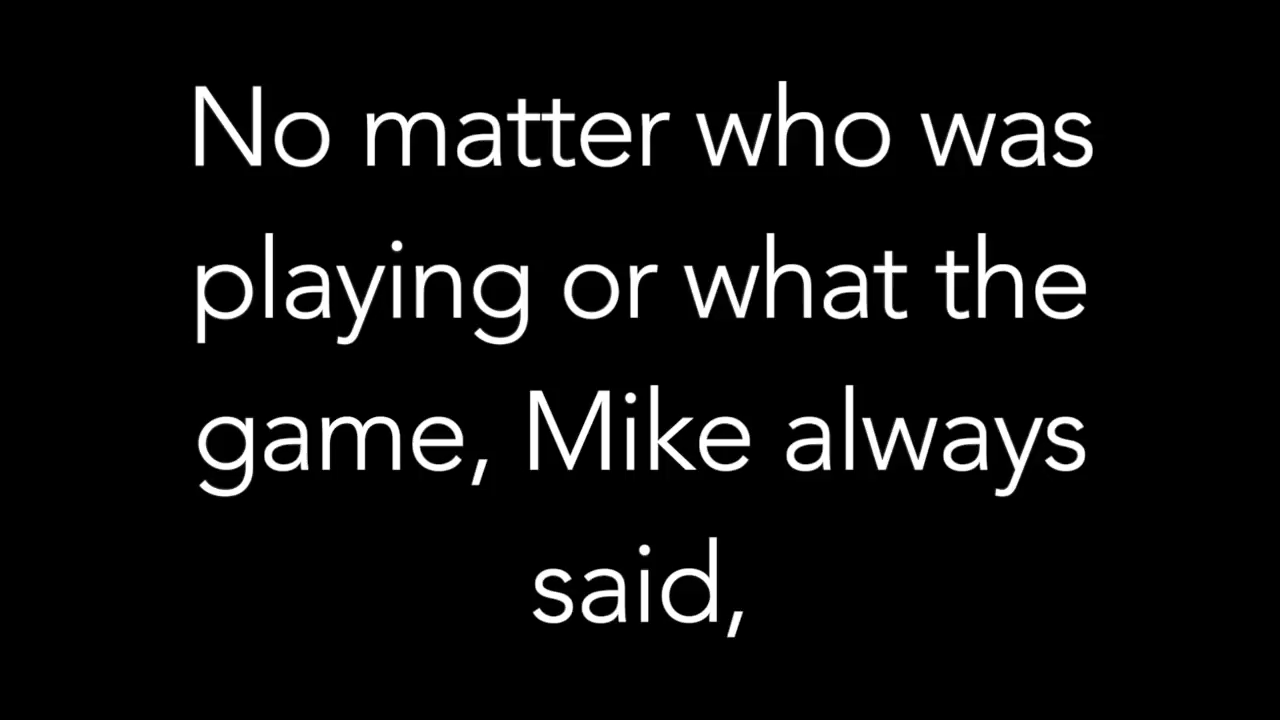 No matter who was
playing or what the
game, Mike always
said,